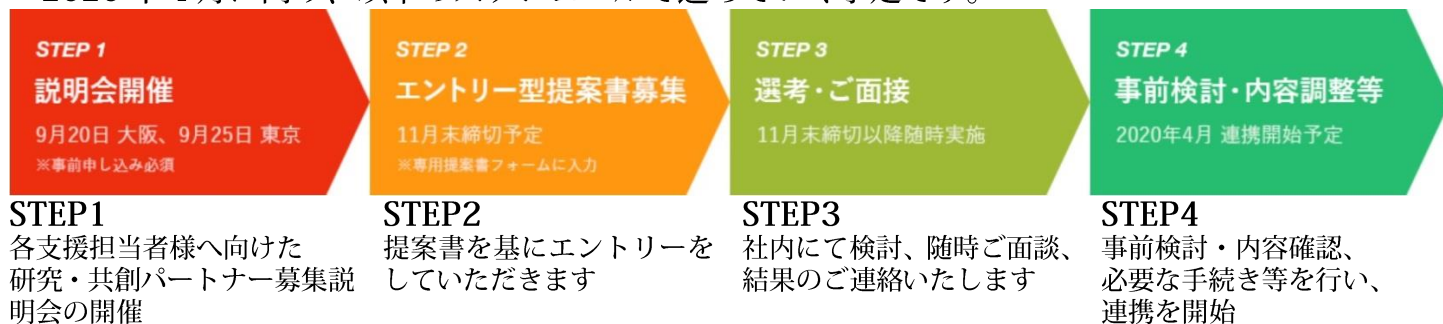 STEP 1
説明会開催
9月20日 大阪、9月25日 東京
※事前申し込み必須
STEP 2
エントリー型提案書募集
11月末締切予定
※専用提案書フォームに入力
STEP 3
選考・ご面接
11月末締切以降随時実施
STEP 4
事前検討・内容調整等
2020年4月 連携開始予定
STEP1
各支援担当者様へ向けた
研究・共創パートナー募集説
明会の開催
STEP2
提案書を基にエントリーを
していただきます
STEP3
社内にて検討、随時ご面談、
結果のご連絡いたします
STEP4
事前検討・内容確認、
必要な手続き等を行い、
連携を開始